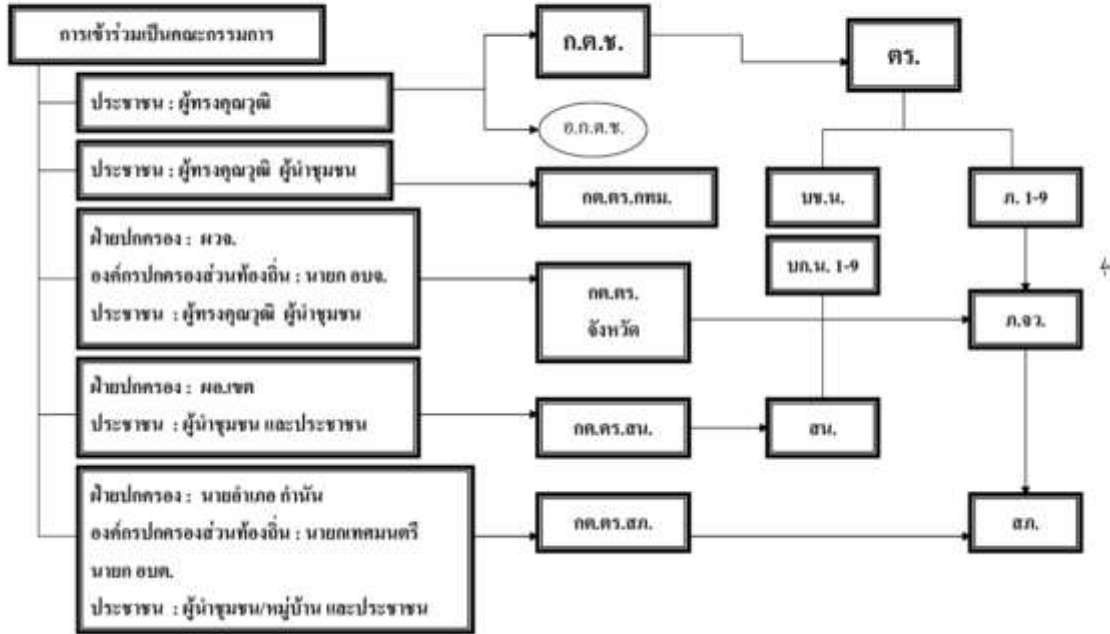 การเข้าร่วมเป็นคณะกรรมการ
ประชาชน : ผู้ทรงคุณวุฒิ
ประชาชน : ผู้ทรงคุณวุฒิ ผู้นำชุมชน
ฝ่ายปกครอง : ผวจ.
องค์กรปกครองส่วนท้องถิ่น : นายก อบจ.
ประชาชน : ผู้ทรงคุณวุฒิ ผู้นำชุมชน
ฝ่ายปกครอง : ผอ.เขต
ประชาชน : ผู้นำชุมชน และประชาชน
ฝ่ายปกครอง : นายอำเภอ กำนัน
องค์กรปกครองส่วนท้องถิ่น : นายกเทศมนตรี
นายก อบต.
ประชาชน : ผู้นำชุมชน/หมู่บ้าน และประชาชน
ก.ต.ช.
อ.ก.ต.ช.
กต.ตร.กทม.
กต.ตร.
จังหวัด
กต.ตร.สน.
กต.ตร.สภ.
ตร.
บช.น.
บก.น. 1-9
สน.
ภ. 1-9
ภ.จว.
สภ.